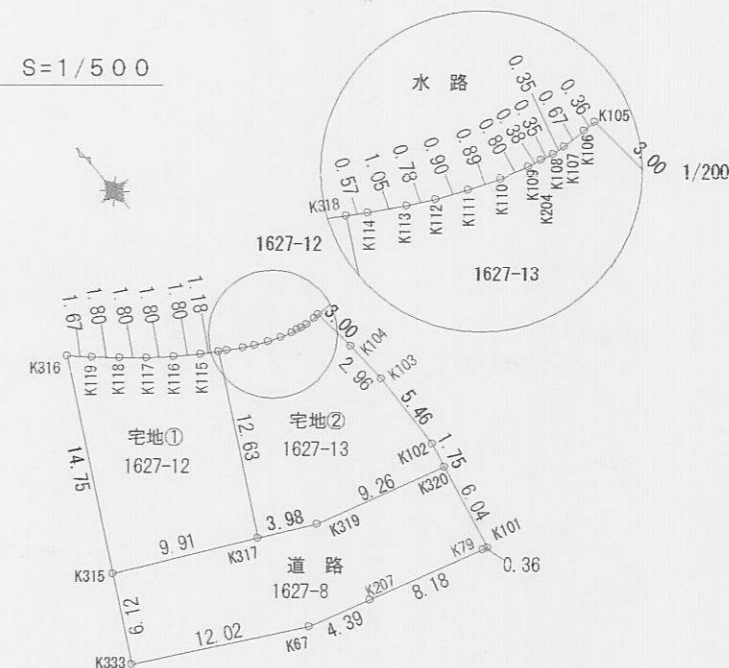 S=1/500
水 路
0.35
0.36
0.67
0.35
0.38
0.80
0.89
0.90
0.78
1.05
0.57
K105
K106
K107
K108
K204
K109
K110
K111
K112
K113
K114
K318
3.00
1/200
1627-12
1627-13
1.18
1.80
1.80
1.80
1.80
1.67
K316
K119
K118
K117
K116
K115
3.00
K104
2.96
K103
5.46
宅地①
1627-12
12.63
宅地②
1627-13
14.75
K102
1.75
K320
9.26
6.04
3.98
K319
9.91
K317
K101
K79
0.36
K315
道 路
1627-8
6.12
K207
8.18
12.02
K67
4.39
K333